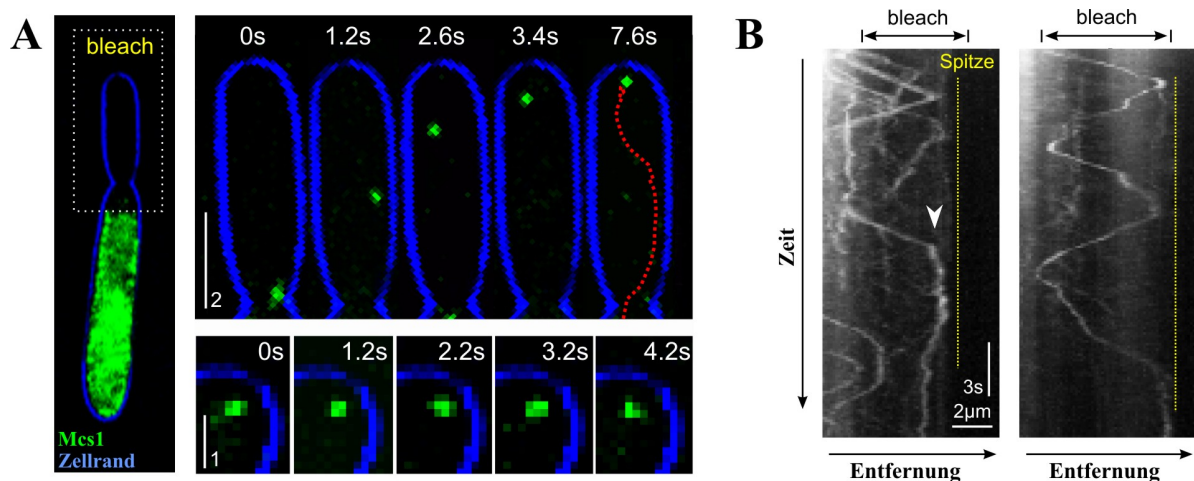 A
bleach
Mcs1
Zellrand
0s 1.2s 2.6s 3.4s 7.6s
2
0s 1.2s 2.2s 3.2s 4.2s
1
B
bleach bleach
Spitze
Zeit
3s
2µm
Entfernung Entfernung